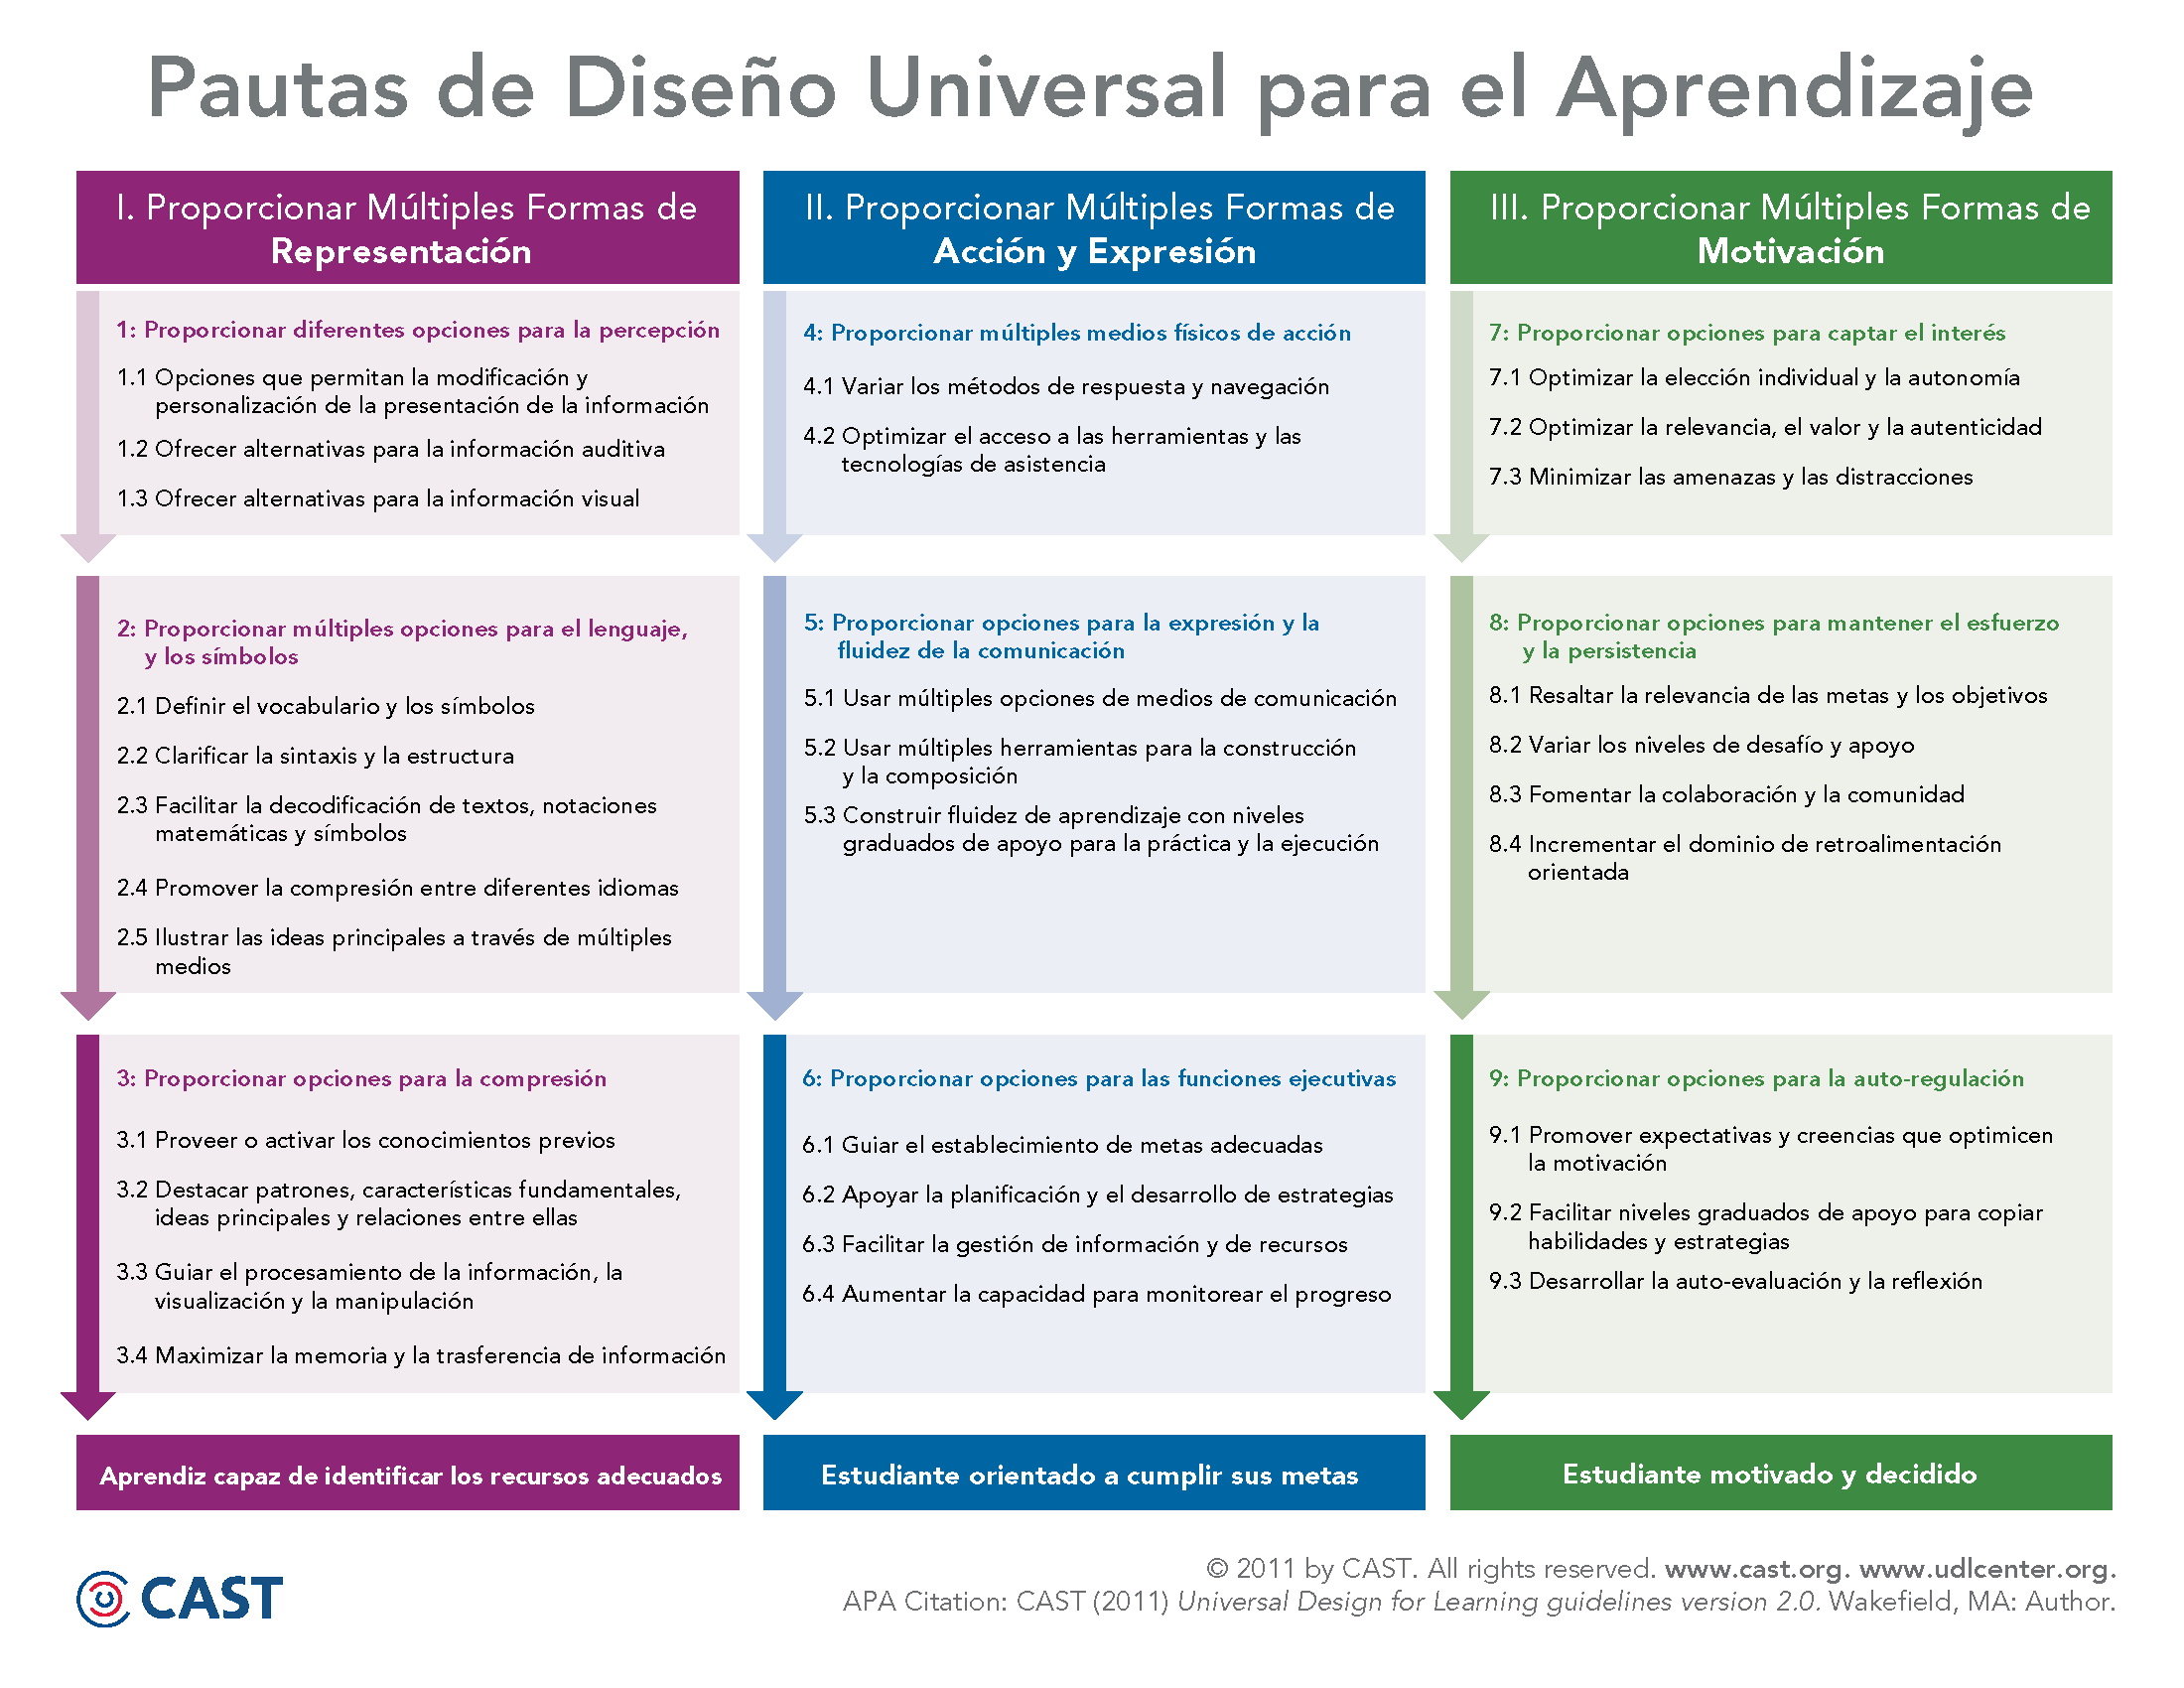 Pautas de Diseño Universal para el Aprendizaje
I. Proporcionar Múltiples Formas de
Representación
1: Proporcionar diferentes opciones para la percepción
1.1 Opciones que permitan la modificación y
personalización de la presentación de la información
1.2 Ofrecer alternativas para la información auditiva
1.3 Ofrecer alternativas para la información visual
2: Proporcionar múltiples opciones para el lenguaje,
y los símbolos
2.1 Definir el vocabulario y los símbolos
2.2 Clarificar la sintaxis y la estructura
2.3 Facilitar la decodificación de textos, notaciones
matemáticas y símbolos
2.4 Promover la compresión entre diferentes idiomas
2.5 Ilustrar las ideas principales a través de múltiples
medios
3: Proporcionar opciones para la compresión
3.1 Proveer o activar los conocimientos previos
3.2 Destacar patrones, características fundamentales,
ideas principales y relaciones entre ellas
3.3 Guiar el procesamiento de la información, la
visualización y la manipulación
3.4 Maximizar la memoria y la trasferencia de información
Aprendiz capaz de identificar los recursos adecuados
II. Proporcionar Múltiples Formas de
Acción y Expresión
4: Proporcionar múltiples medios físicos de acción
4.1 Variar los métodos de respuesta y navegación
4.2 Optimizar el acceso a las herramientas y las
tecnologías de asistencia
5: Proporcionar opciones para la expresión y la
fluidez de la comunicación
5.1 Usar múltiples opciones de medios de comunicación
5.2 Usar múltiples herramientas para la construcción
y la composición
5.3 Construir fluidez de aprendizaje con niveles
graduados de apoyo para la práctica y la ejecución
6: Proporcionar opciones para las funciones ejecutivas
6.1 Guiar el establecimiento de metas adecuadas
6.2 Apoyar la planificación y el desarrollo de estrategias
6.3 Facilitar la gestión de información y de recursos
6.4 Aumentar la capacidad para monitorear el progreso
Estudiante orientado a cumplir sus metas
III. Proporcionar Múltiples Formas de
Motivación
7: Proporcionar opciones para captar el interés
7.1 Optimizar la elección individual y la autonomía
7.2 Optimizar la relevancia, el valor y la autenticidad
7.3 Minimizar las amenazas y las distracciones
8: Proporcionar opciones para mantener el esfuerzo
y la persistencia
8.1 Resaltar la relevancia de las metas y los objetivos
8.2 Variar los niveles de desafío y apoyo
8.3 Fomentar la colaboración y la comunidad
8.4 Incrementar el dominio de retroalimentación
orientada
9: Proporcionar opciones para la auto-regulación
9.1 Promover expectativas y creencias que optimicen
la motivación
9.2 Facilitar niveles graduados de apoyo para copiar
habilidades y estrategias
9.3 Desarrollar la auto-evaluación y la reflexión
Estudiante motivado y decidido
CAST
© 2011 by CAST. All rights reserved. www.cast.org. www.udlcenter.org.
APA Citation: CAST (2011) Universal Design for Learning guidelines version 2.0. Wakefield, MA: Author.